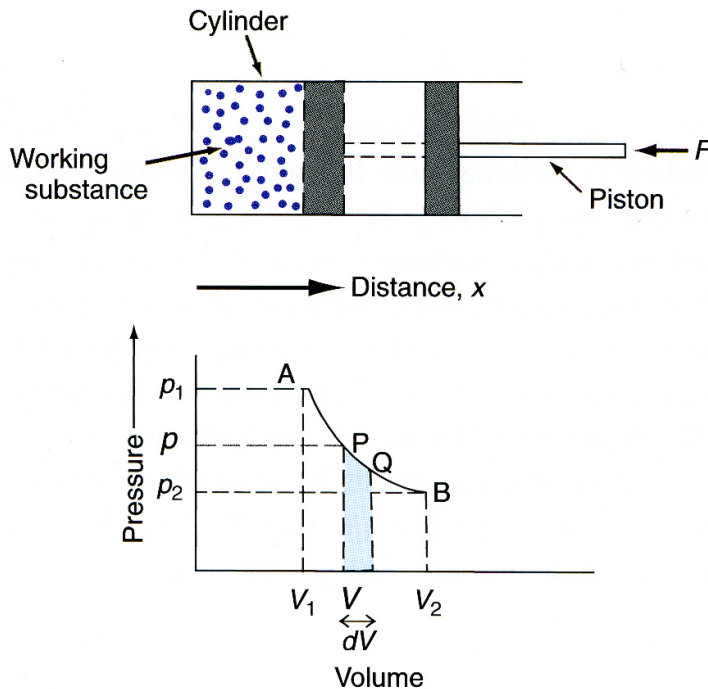 Cylinder
Working
substance
F
Piston
Distance, x
Pressure
p₁
A
p
P
Q
p₂
B
V₁
V
V₂
dV
Volume